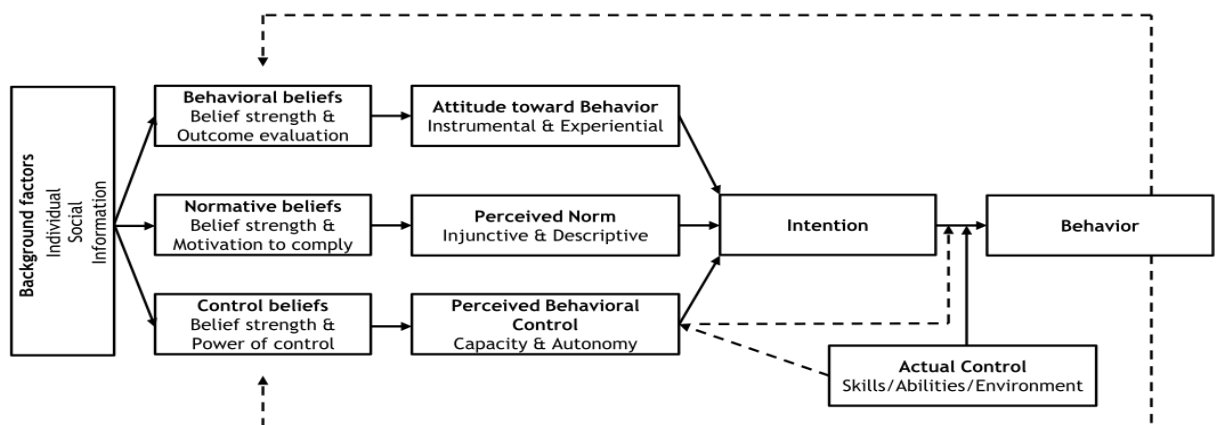 Background factors
Individual
Social
Information
Behavioral beliefs
Belief strength &
Outcome evaluation
Attitude toward Behavior
Instrumental & Experiential
Normative beliefs
Belief strength &
Motivation to comply
Perceived Norm
Injunctive & Descriptive
Intention
Behavior
Control beliefs
Belief strength &
Power of control
Perceived Behavioral
Control
Capacity & Autonomy
Actual Control
Skills/Abilities/Environment